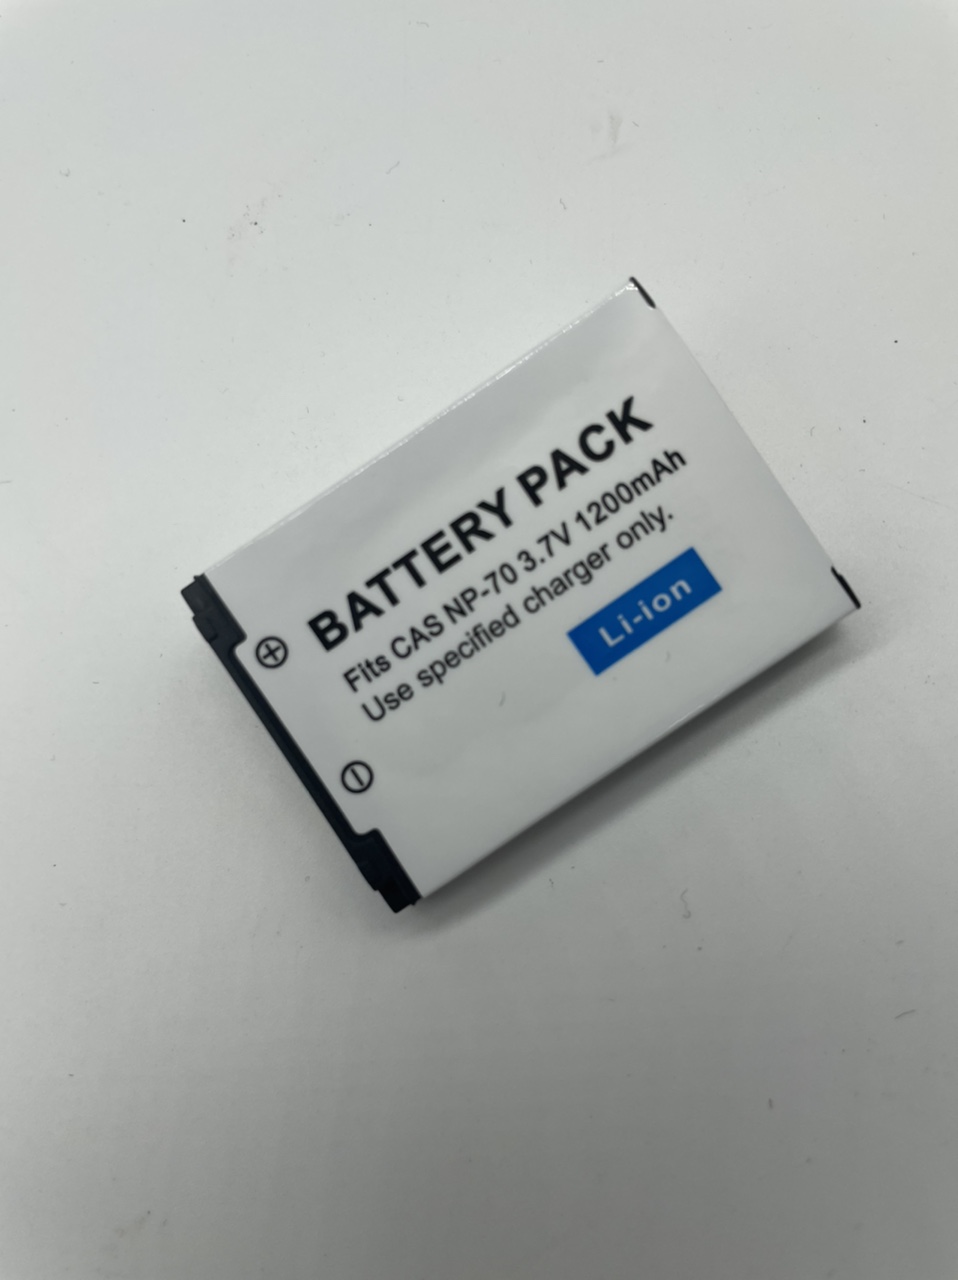 BATTERY PACK
Fits CAS NP-70 3.7V 1200mAh
Use specified charger only.
Li-ion